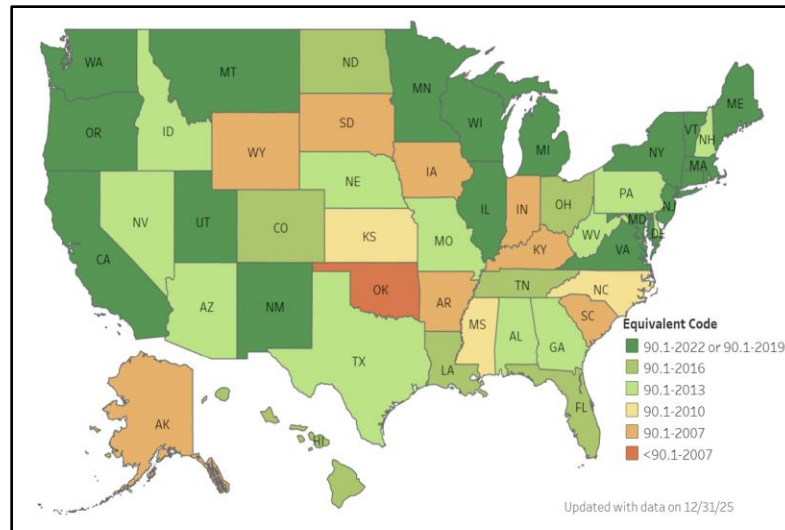 WA
MT
ND
MN
ME
OR
ID
WY
SD
WI
MI
VT
NH
NY
MA
NE
IA
PA
NJ
NV
UT
CO
IL
IN
OH
MD
DE
CA
KS
MO
WV
VA
KY
AZ
NM
OK
AR
TN
NC
SC
TX
MS
AL
GA
LA
FL
AK
HI
Equivalent Code
90.1-2022 or 90.1-2019
90.1-2016
90.1-2013
90.1-2010
90.1-2007
<90.1-2007
Updated with data on 12/31/25